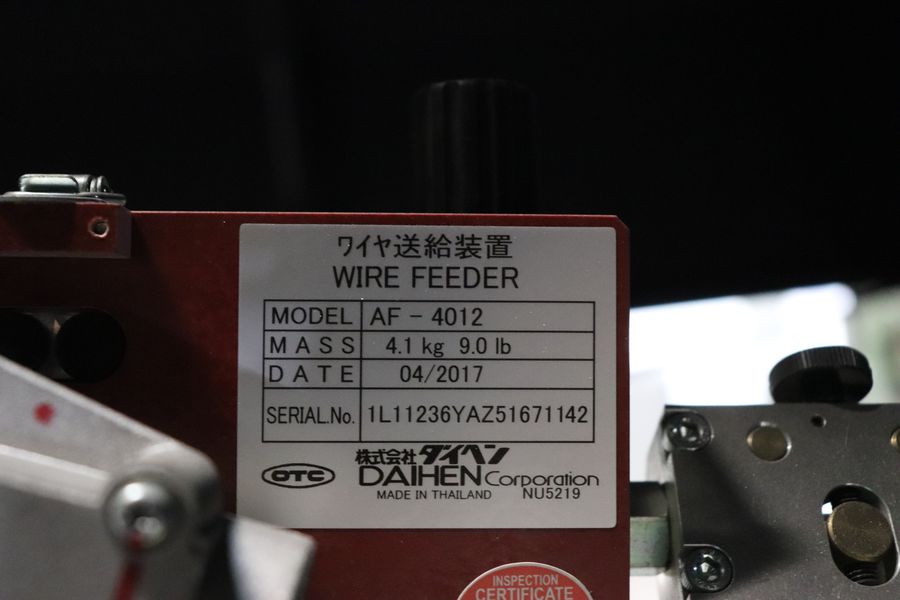 ワイヤ送給装置
WIRE FEEDER
MODEL AF-4012
MASS 4.1 kg 9.0 lb
DATE 04/2017
SERIAL.No. 1L11236YAZ51671142
株式会社ダイヘン
OTC DAIHEN Corporation
MADE IN THAILAND NU5219
INSPECTION
CERTIFICATE